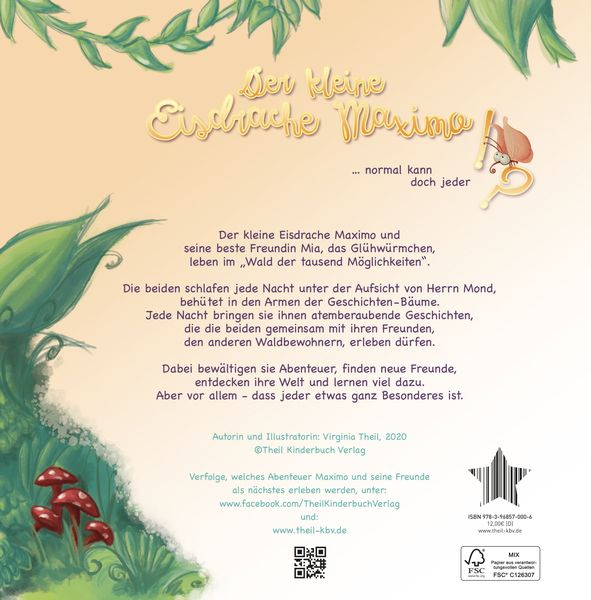 Der kleine
Eisdrache Maximo!?
... normal kann
doch jeder
Der kleine Eisdrache Maximo und
seine beste Freundin Mia, das Glühwürmchen,
leben im „Wald der tausend Möglichkeiten“.
Die beiden schlafen jede Nacht unter der Aufsicht von Herrn Mond,
behütet in den Armen der Geschichten-Bäume.
Jede Nacht bringen sie ihnen atemberaubende Geschichten,
die die beiden gemeinsam mit ihren Freunden,
den anderen Waldbewohnern, erleben dürfen.
Dabei bewältigen sie Abenteuer, finden neue Freunde,
entdecken ihre Welt und lernen viel dazu.
Aber vor allem - dass jeder etwas ganz Besonderes ist.
Autorin und Illustratorin: Virginia Theil, 2020
©Theil Kinderbuch Verlag
Verfolge, welches Abenteuer Maximo und seine Freunde
als nächstes erleben werden, unter:
www.facebook.com/TheilKinderbuchVerlag
und:
www.theil-kbv.de
ISBN 978-3-96857-000-6
12,00€ (D)
www.theil-kbv.de
FSC
www.fsc.org
MIX
Papier aus verantwor-
tungsvollen Quellen
FSC® C126307